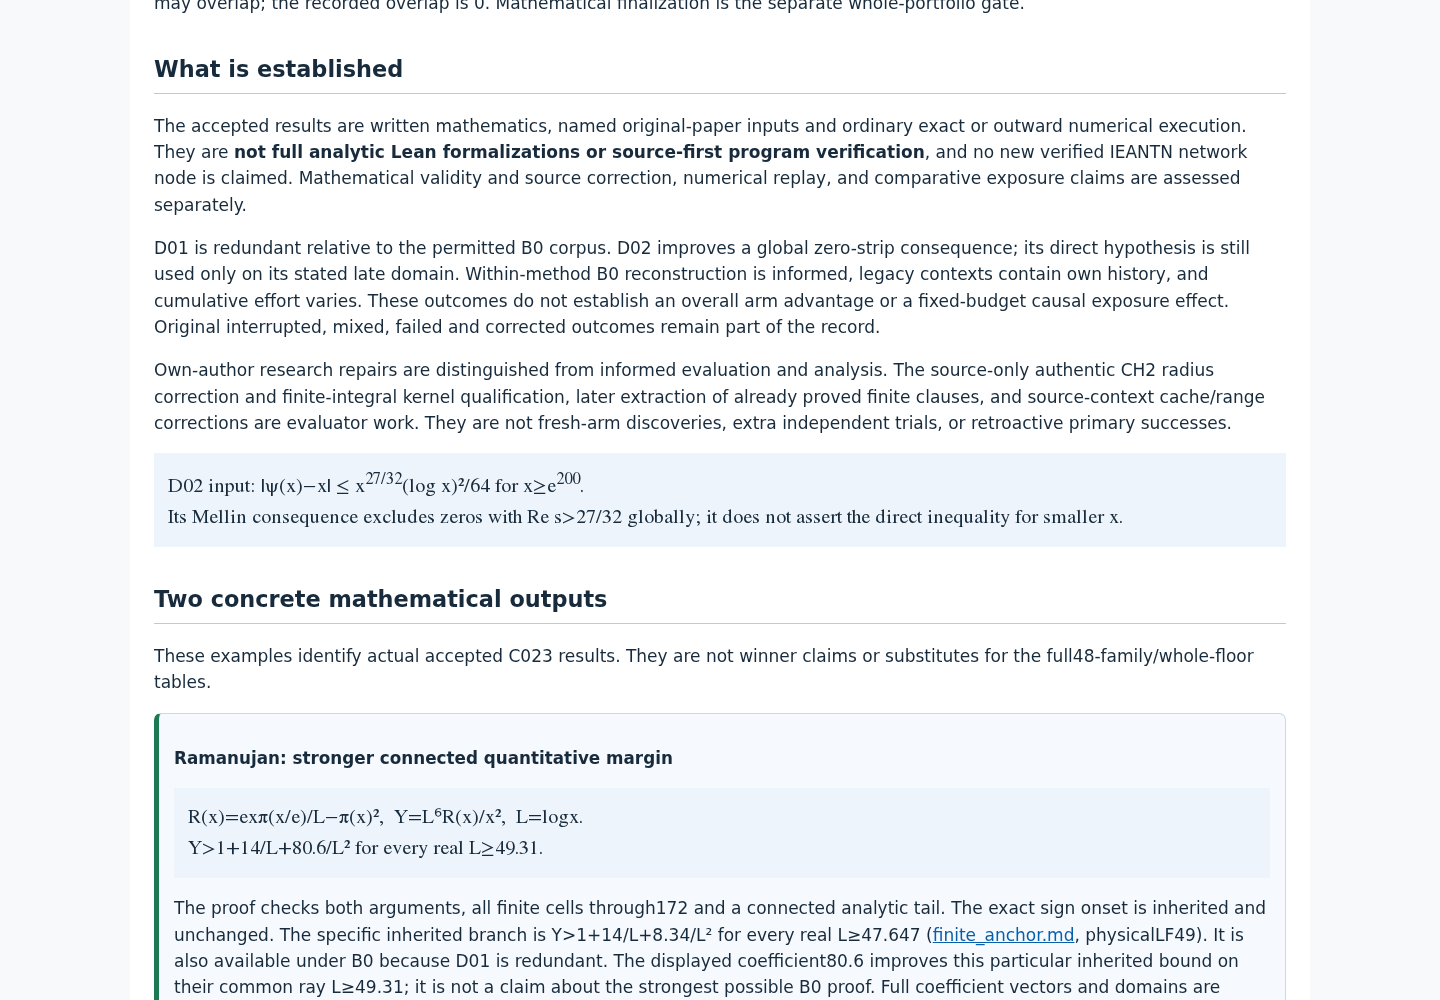 may overlap; the recorded overlap is 0. Mathematical finalization is the separate whole-portfolio gate.
What is established
The accepted results are written mathematics, named original-paper inputs and ordinary exact or outward numerical execution.
They are not full analytic Lean formalizations or source-first program verification, and no new verified IEANTN network
node is claimed. Mathematical validity and source correction, numerical replay, and comparative exposure claims are assessed
separately.
D01 is redundant relative to the permitted B0 corpus. D02 improves a global zero-strip consequence; its direct hypothesis is still
used only on its stated late domain. Within-method B0 reconstruction is informed, legacy contexts contain own history, and
cumulative effort varies. These outcomes do not establish an overall arm advantage or a fixed-budget causal exposure effect.
Original interrupted, mixed, failed and corrected outcomes remain part of the record.
Own-author research repairs are distinguished from informed evaluation and analysis. The source-only authentic CH2 radius
correction and finite-integral kernel qualification, later extraction of already proved finite clauses, and source-context cache/range
corrections are evaluator work. They are not fresh-arm discoveries, extra independent trials, or retroactive primary successes.
D02 input: |ψ(x)−x| ≤ x^27/32(log x)²/64 for x≥e^200.
Its Mellin consequence excludes zeros with Re s>27/32 globally; it does not assert the direct inequality for smaller x.
Two concrete mathematical outputs
These examples identify actual accepted C023 results. They are not winner claims or substitutes for the full48-family/whole-floor
tables.
Ramanujan: stronger connected quantitative margin
R(x)=exπ(x/e)/L−π(x)², Y=L⁶R(x)/x², L=logx.
Y>1+14/L+80.6/L² for every real L≥49.31.
The proof checks both arguments, all finite cells through172 and a connected analytic tail. The exact sign onset is inherited and
unchanged. The specific inherited branch is Y>1+14/L+8.34/L² for every real L≥47.647 (finite_anchor.md, physicalLF49). It is
also available under B0 because D01 is redundant. The displayed coefficient80.6 improves this particular inherited bound on
their common ray L≥49.31; it is not a claim about the strongest possible B0 proof. Full coefficient vectors and domains are